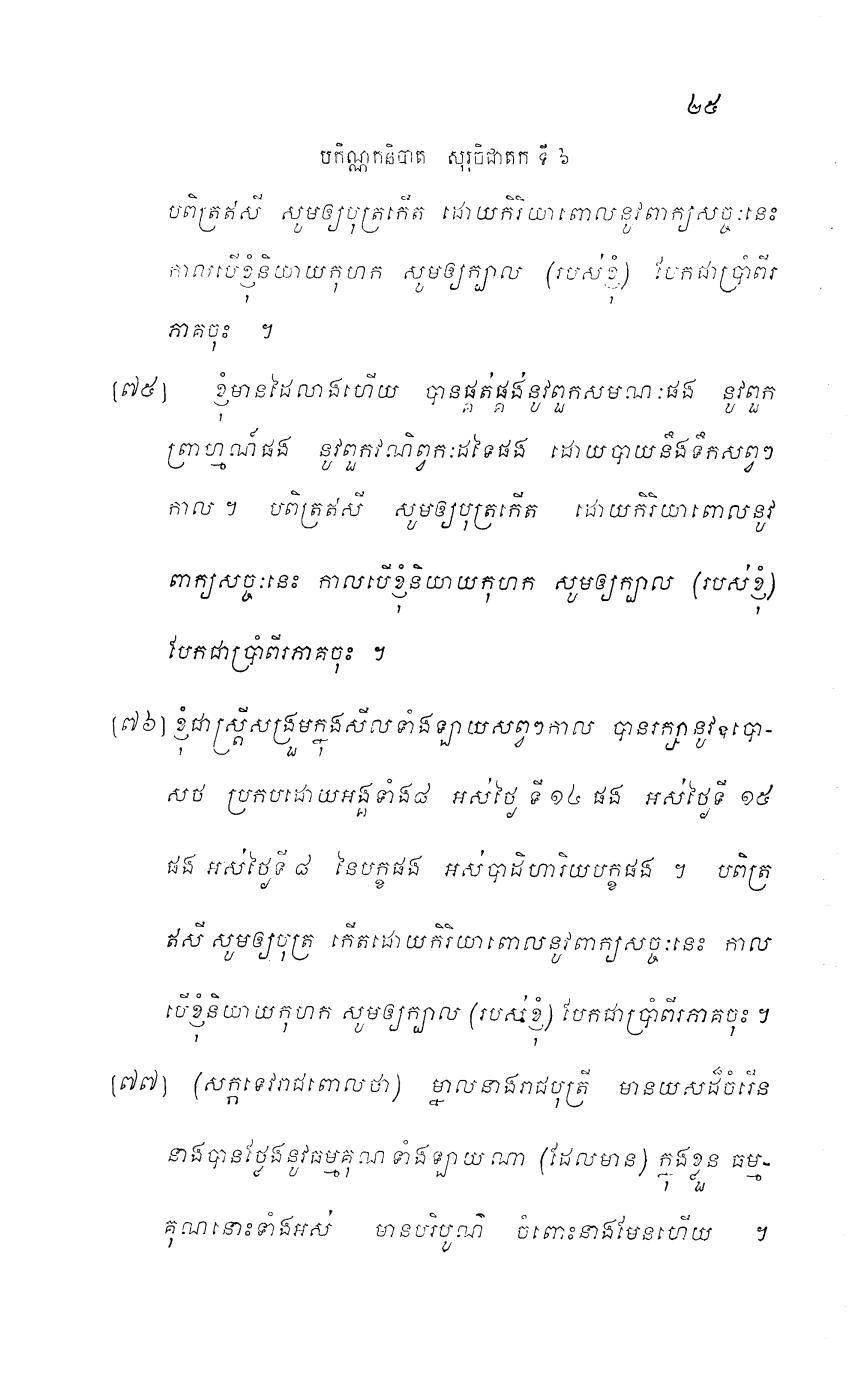 ២៥
បកិណ្ណកនិបាត សុរុចិជាតក ទី ៦
បពិត្រឥសី សូមឲ្យបុត្រកើត ដោយកិរិយាពោលនូវពាក្យសច្ចៈនេះ
កាលបើខ្ញុំនិយាយកុហក សូមឲ្យក្បាល (របស់ខ្ញុំ) បែកជាប្រាំពីរ
ភាគចុះ ។
[៧៥] ខ្ញុំមានដៃលាងហើយ បានផ្គត់ផ្គង់នូវពួកសមណៈផង នូវពួក
ព្រាហ្មណ៍ផង នូវពួកវណិព្វកៈដទៃផង ដោយបាយនឹងទឹកសព្វៗ
កាល ។ បពិត្រឥសី សូមឲ្យបុត្រកើត ដោយកិរិយាពោលនូវ
ពាក្យសច្ចៈនេះ កាលបើខ្ញុំនិយាយកុហក សូមឲ្យក្បាល (របស់ខ្ញុំ)
បែកជាប្រាំពីរភាគចុះ ។
[៧៦] ខ្ញុំជាស្ត្រីសង្រួមក្នុងសីលទាំងឡាយសព្វៗកាល បានរក្សានូវឧបោ-
សថ ប្រកបដោយអង្គទាំង៨ អស់ថ្ងៃ ទី ១៤ ផង អស់ថ្ងៃទី ១៥
ផង អស់ថ្ងៃទី ៨ នៃបក្ខផង អស់បាដិហារិយបក្ខផង ។ បពិត្រ
ឥសី សូមឲ្យបុត្រ កើតដោយកិរិយាពោលនូវពាក្យសច្ចៈនេះ កាល
បើខ្ញុំនិយាយកុហក សូមឲ្យក្បាល (របស់ខ្ញុំ) បែកជាប្រាំពីរភាគចុះ ។
[៧៧] (សក្កទេវរាជពោលថា) ម្នាលនាងរាជបុត្រី មានយសដ៏ចំរើន
នាងបានថ្លែងនូវធម្មគុណ ទាំងឡាយ ណា (ដែលមាន) ក្នុងខ្លួន ធម្ម-
គុណនោះទាំងអស់ មានបរិបូណ៌ ចំពោះនាងមែនហើយ ។